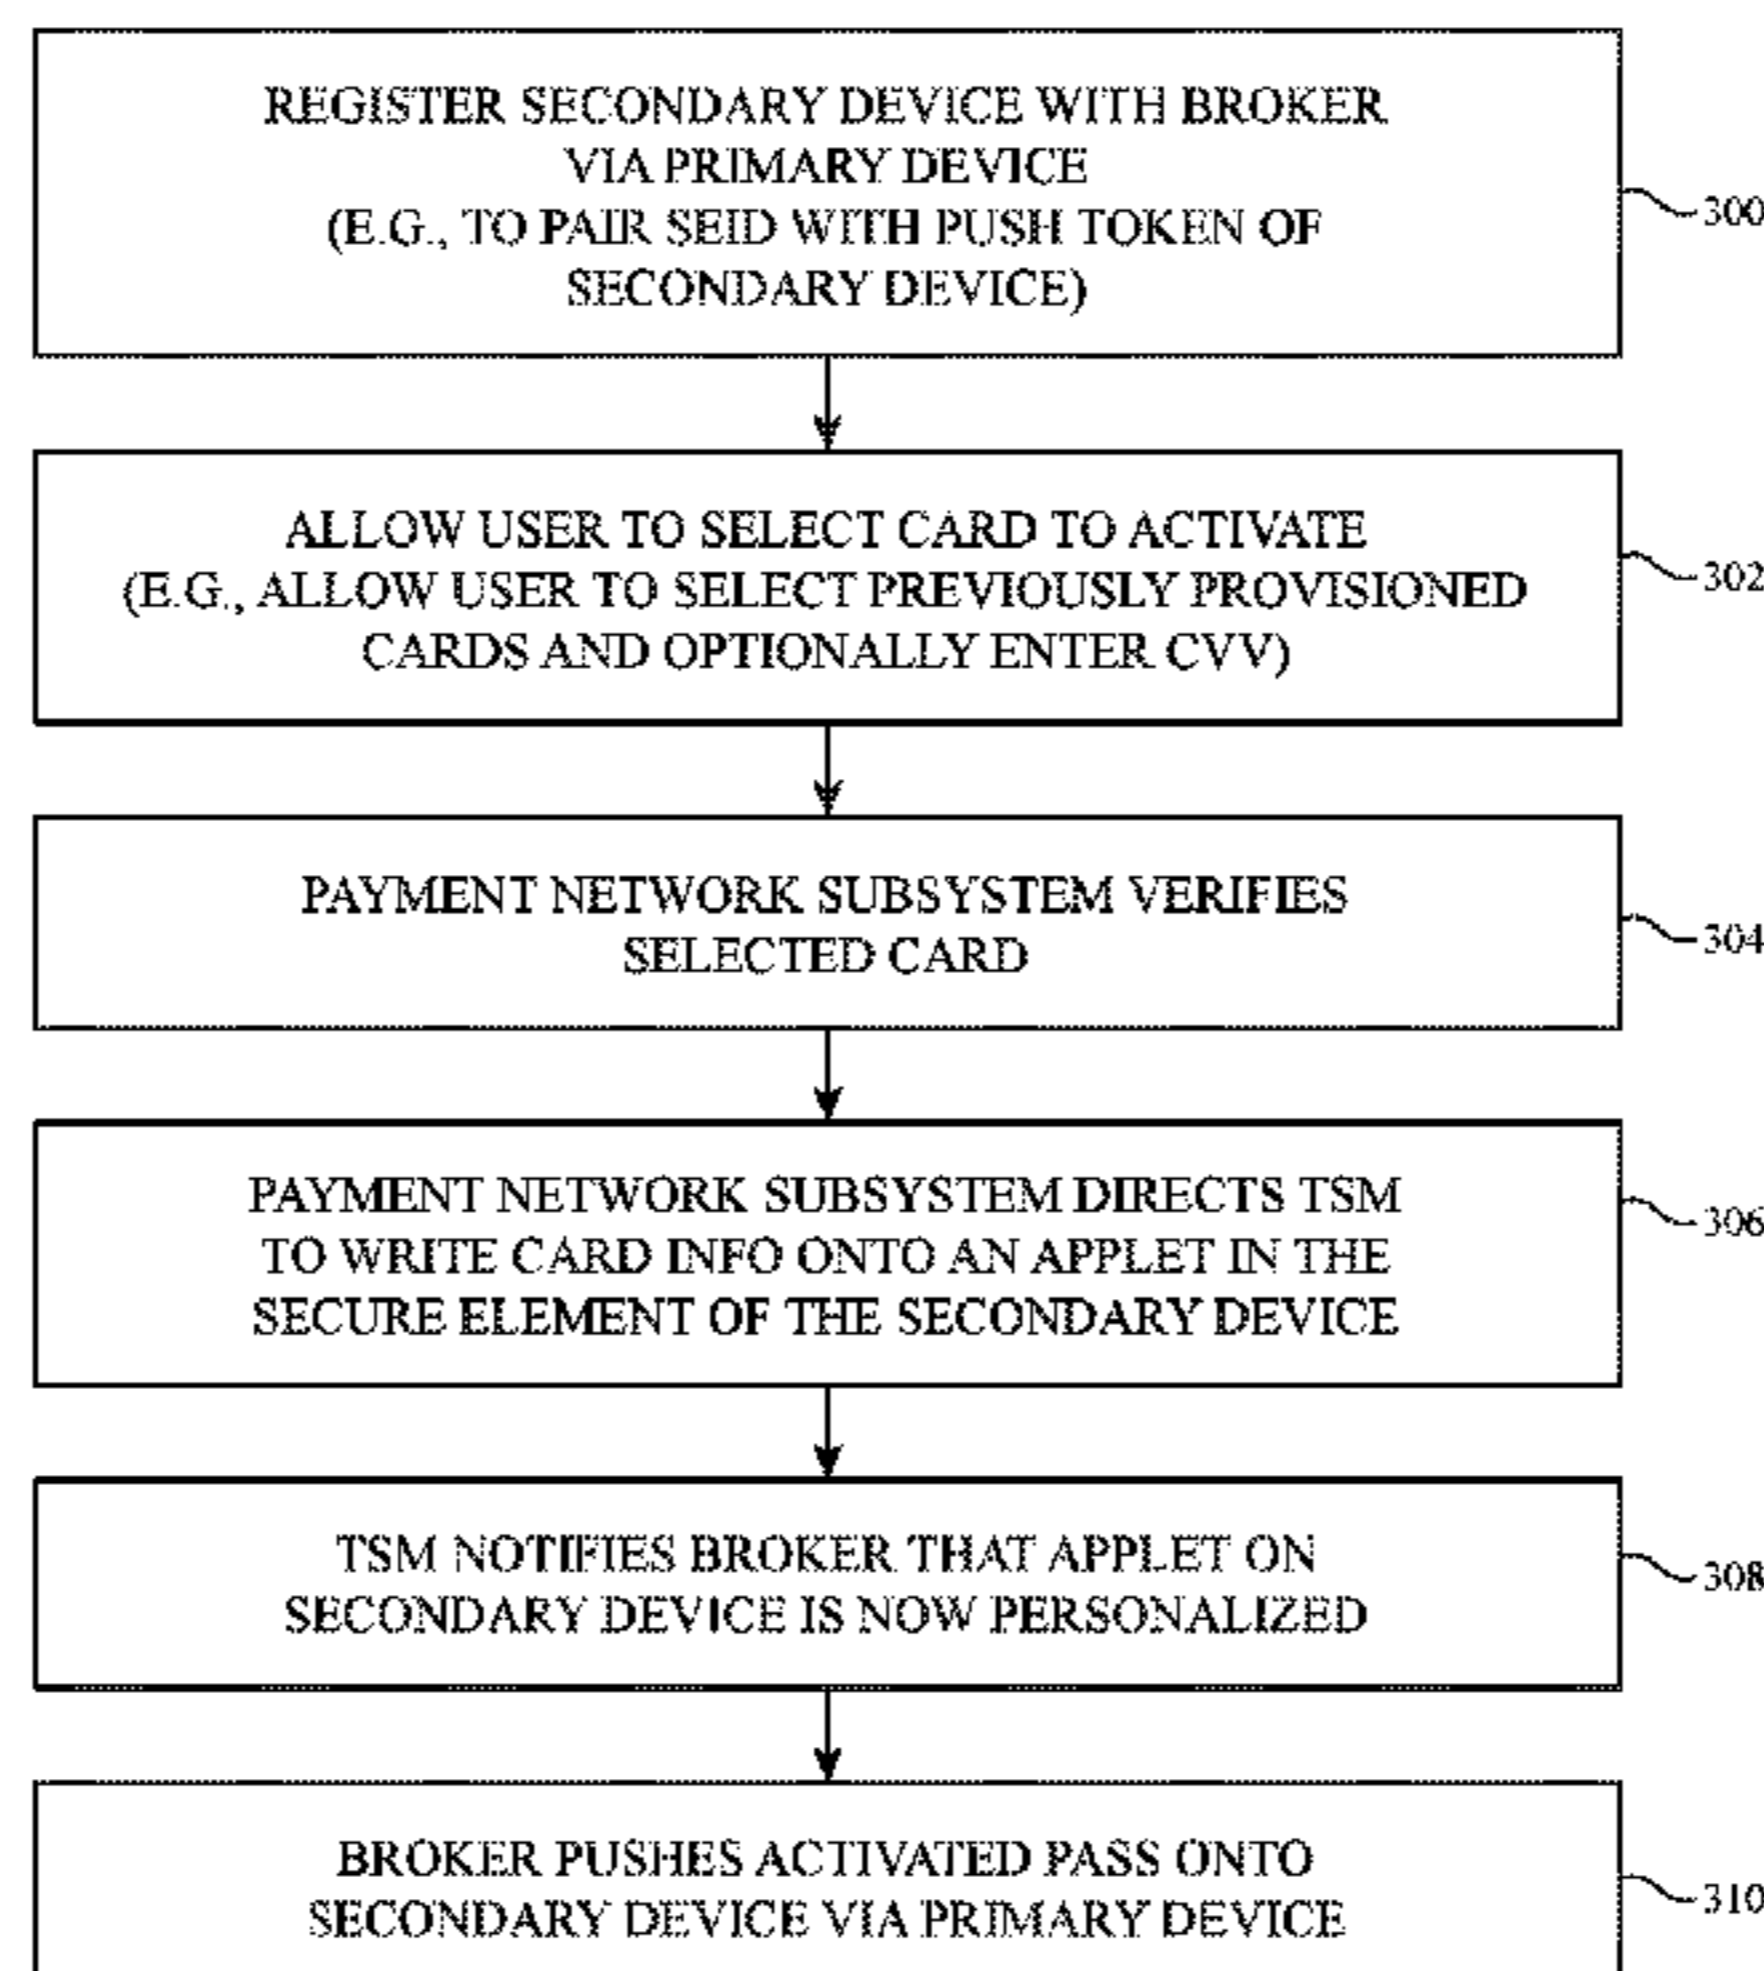 REGISTER SECONDARY DEVICE WITH BROKER
VIA PRIMARY DEVICE
(E.G., TO PAIR SEID WITH PUSH TOKEN OF
SECONDARY DEVICE)
300
ALLOW USER TO SELECT CARD TO ACTIVATE
(E.G., ALLOW USER TO SELECT PREVIOUSLY PROVISIONED
CARDS AND OPTIONALLY ENTER CVV)
302
PAYMENT NETWORK SUBSYSTEM VERIFIES
SELECTED CARD
304
PAYMENT NETWORK SUBSYSTEM DIRECTS TSM
TO WRITE CARD INFO ONTO AN APPLET IN THE
SECURE ELEMENT OF THE SECONDARY DEVICE
306
TSM NOTIFIES BROKER THAT APPLET ON
SECONDARY DEVICE IS NOW PERSONALIZED
308
BROKER PUSHES ACTIVATED PASS ONTO
SECONDARY DEVICE VIA PRIMARY DEVICE
310